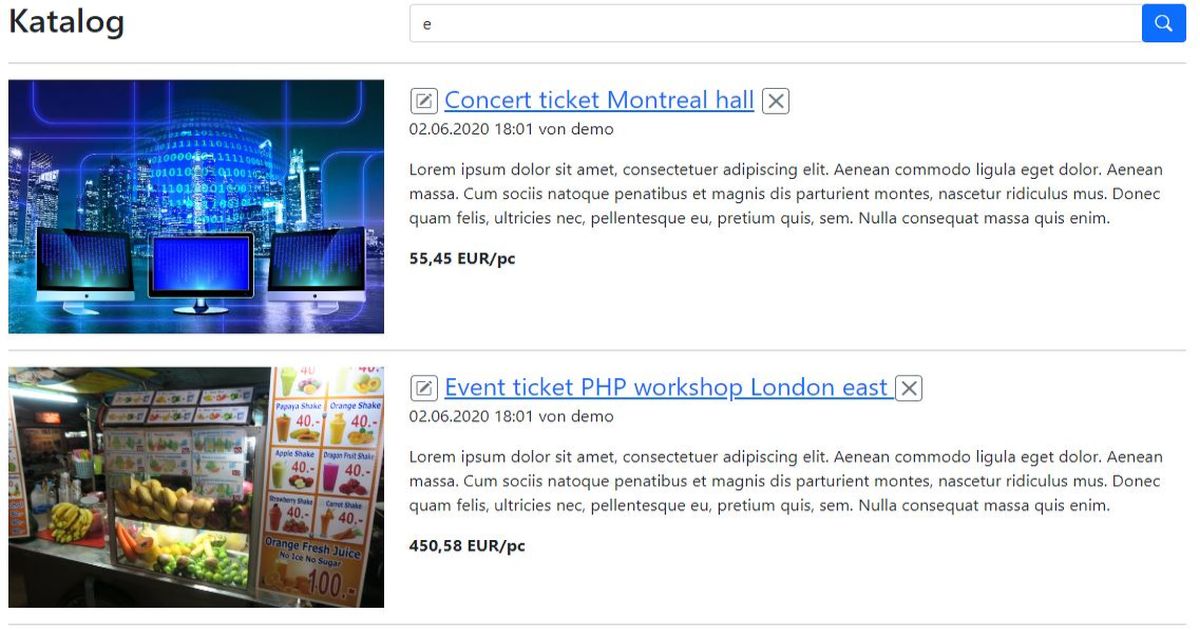 Katalog
e
Concert ticket Montreal hall
02.06.2020 18:01 von demo
Lorem ipsum dolor sit amet, consectetuer adipiscing elit. Aenean commodo ligula eget dolor. Aenean
massa. Cum sociis natoque penatibus et magnis dis parturient montes, nascetur ridiculus mus. Donec
quam felis, ultricies nec, pellentesque eu, pretium quis, sem. Nulla consequat massa quis enim.
55,45 EUR/pc
Event ticket PHP workshop London east
02.06.2020 18:01 von demo
Lorem ipsum dolor sit amet, consectetuer adipiscing elit. Aenean commodo ligula eget dolor. Aenean
massa. Cum sociis natoque penatibus et magnis dis parturient montes, nascetur ridiculus mus. Donec
quam felis, ultricies nec, pellentesque eu, pretium quis, sem. Nulla consequat massa quis enim.
450,58 EUR/pc
40
40.-
Papaya Shake Orange Shake
40.- 40.-
Apple Shake Dragon Fruit Shake
40.- 40.-
Strawberry Shake Carrot Shake
40.- 40.-
Orange Fresh Juice
No Ice No Sugar
100.-